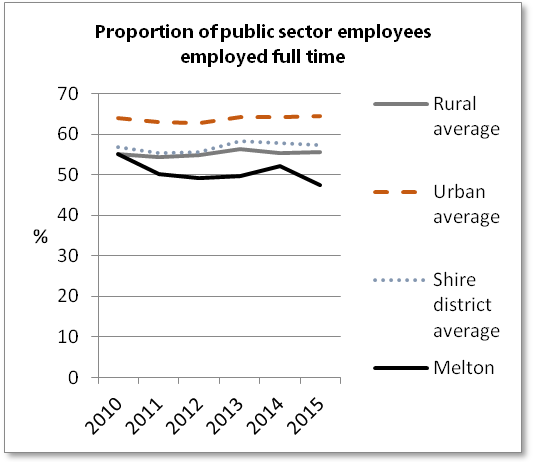 Proportion of public sector employees
employed full time
70
60
50
40
30
20
10
0
%
2010
2011
2012
2013
2014
2015
Rural
average
Urban
average
Shire
district
average
Melton